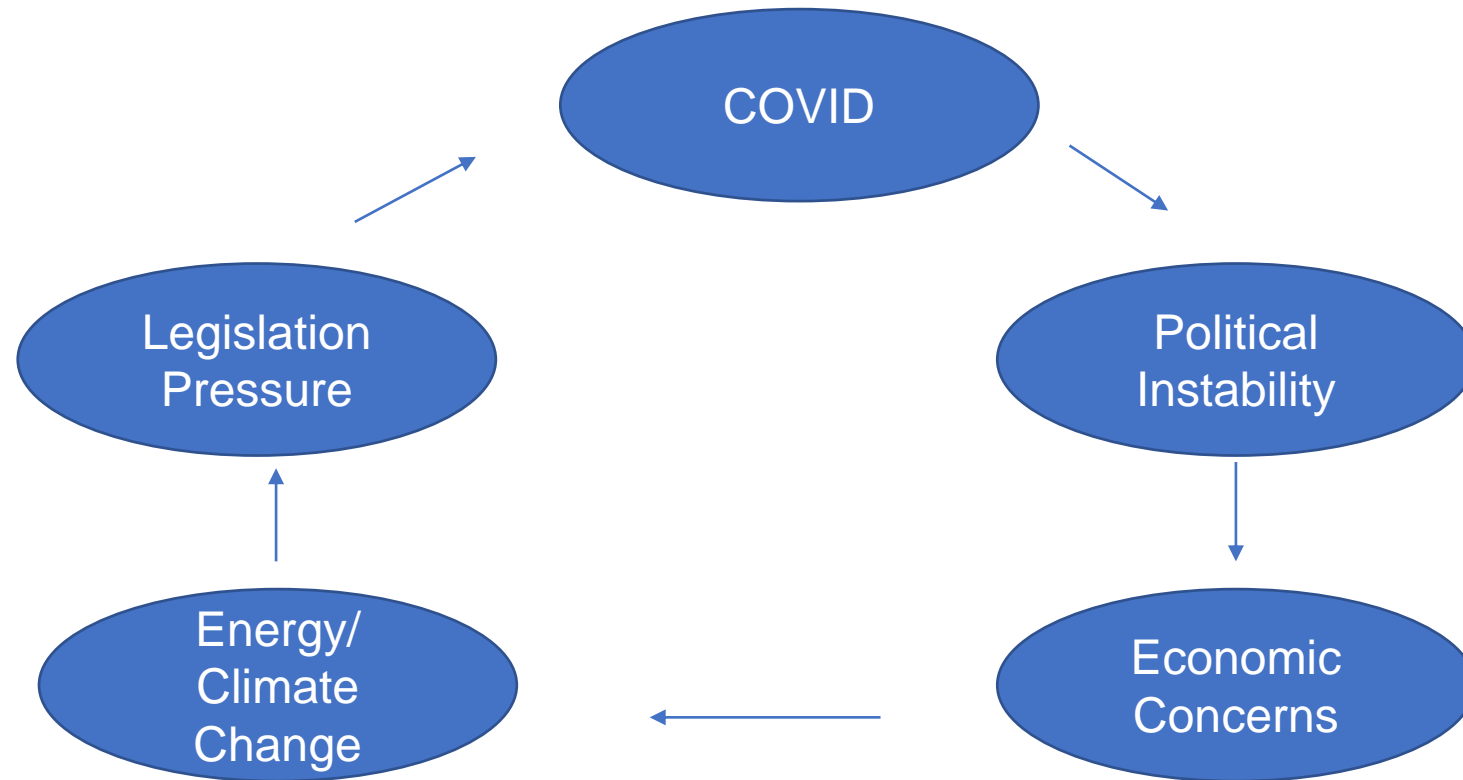 COVID
Legislation
Pressure
Political
Instability
Energy/
Climate
Change
Economic
Concerns